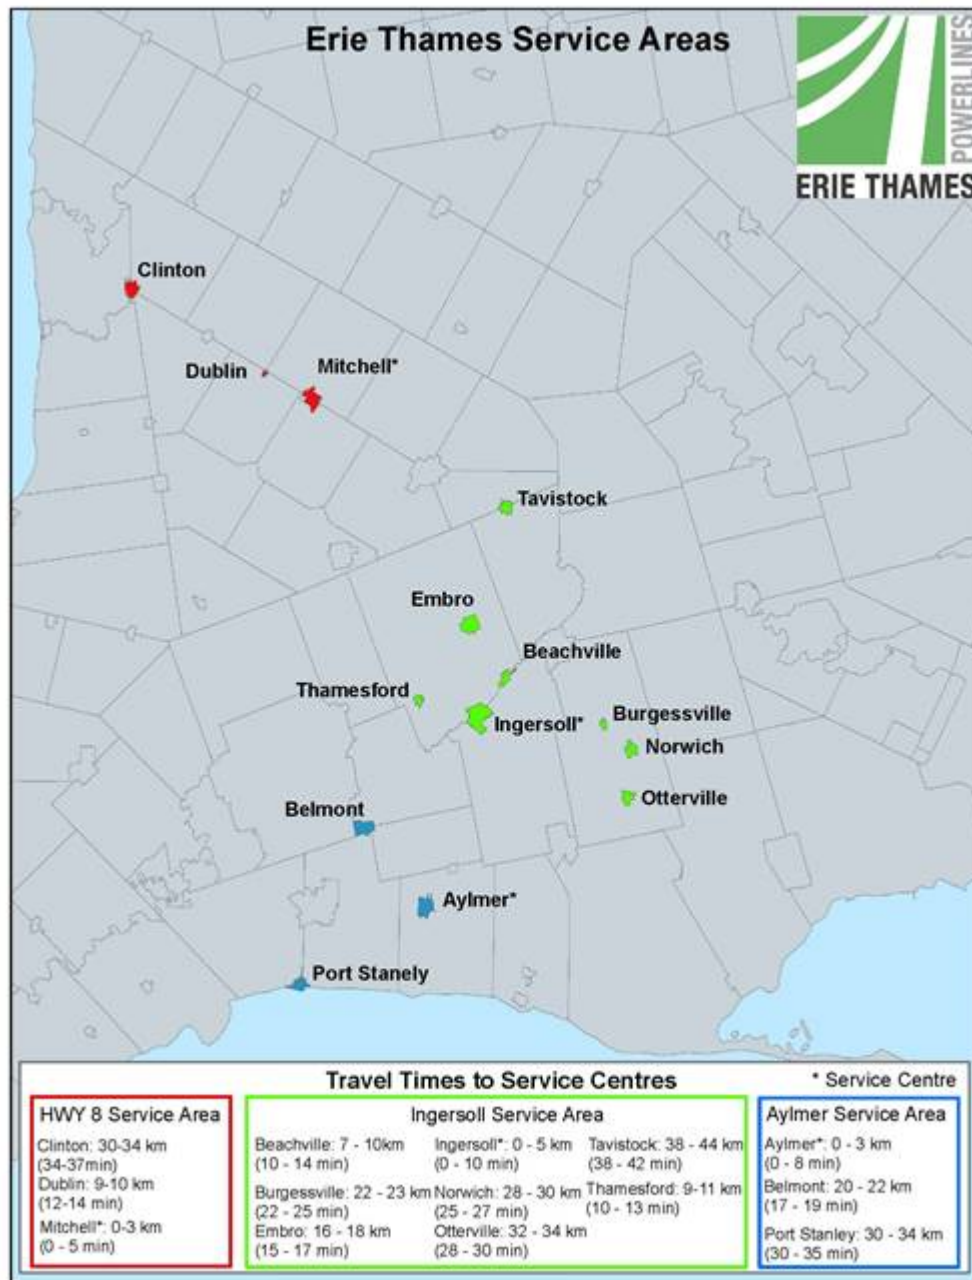 Erie Thames Service Areas
POWERLINES
ERIE THAMES
Clinton
Dublin
Mitchell*
Tavistock
Embro
Beachville
Thamesford
Ingersoll*
Burgessville
Norwich
Otterville
Belmont
Aylmer*
Port Stanely
Travel Times to Service Centres
* Service Centre
HWY 8 Service Area
Clinton: 30-34 km
(34-37min)
Dublin: 9-10 km
(12-14 min)
Mitchell*: 0-3 km
(0 - 5 min)
Ingersoll Service Area
Beachville: 7 - 10km
(10 - 14 min)
Burgessville: 22 - 23 km
(22 - 25 min)
Embro: 16 - 18 km
(15 - 17 min)
Ingersoll*: 0 - 5 km
(0 - 10 min)
Norwich: 28 - 30 km
(25 - 27 min)
Otterville: 32 - 34 km
(28 - 30 min)
Tavistock: 38 - 44 km
(38 - 42 min)
Thamesford: 9-11 km
(10 - 13 min)
Aylmer Service Area
Aylmer*: 0 - 3 km
(0 - 8 min)
Belmont: 20 - 22 km
(17 - 19 min)
Port Stanley: 30 - 34 km
(30 - 35 min)